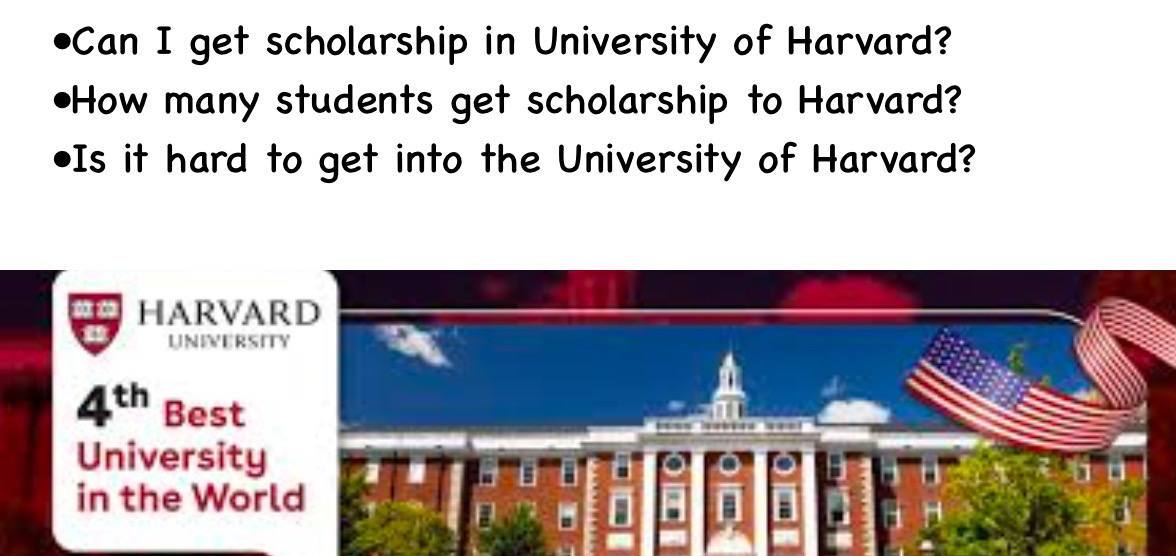 •Can I get scholarship in University of Harvard?
•How many students get scholarship to Harvard?
•Is it hard to get into the University of Harvard?
HARVARD
UNIVERSITY
4th Best
University
in the World